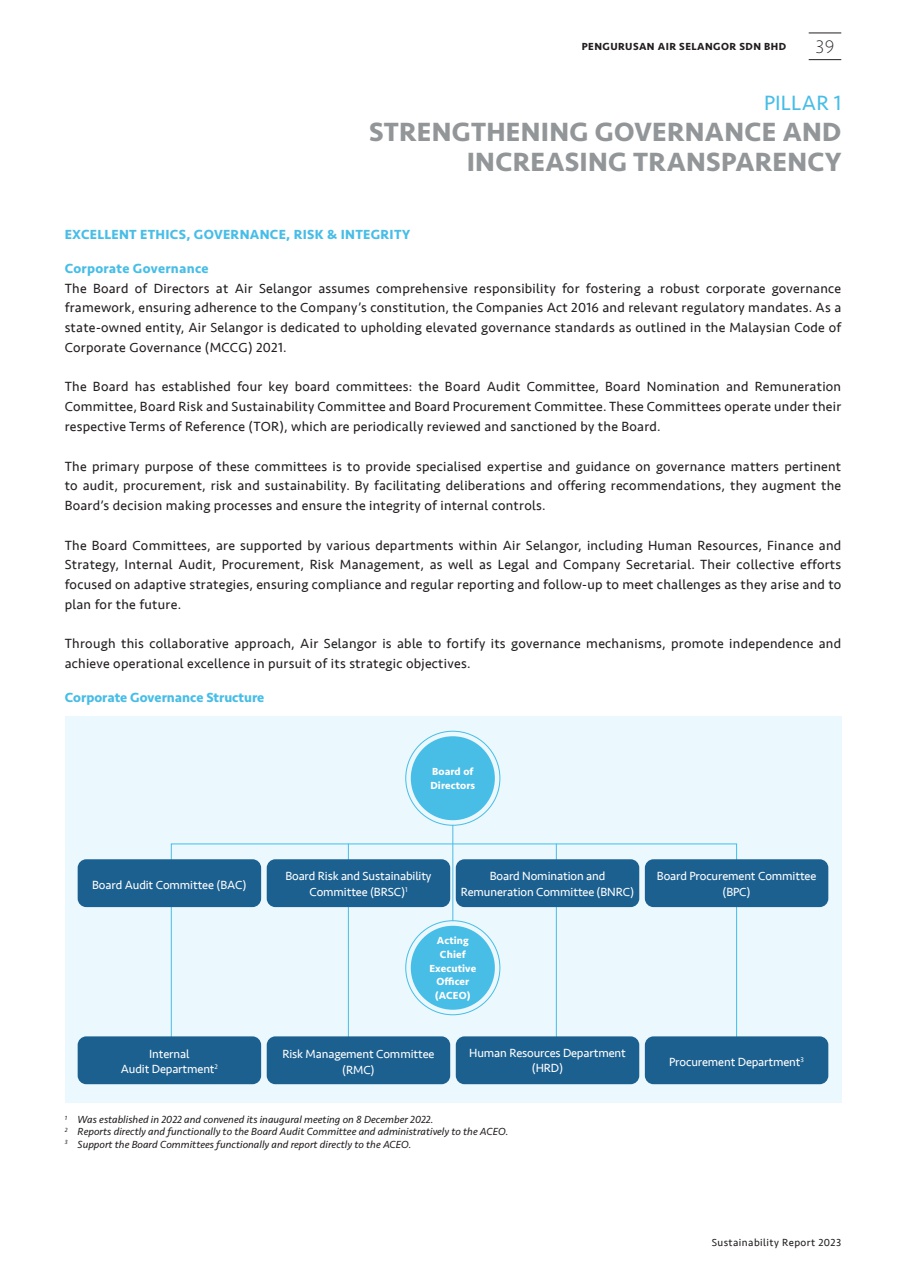 PENGURUSAN AIR SELANGOR SDN BHD 39
PILLAR 1
STRENGTHENING GOVERNANCE AND
INCREASING TRANSPARENCY
EXCELLENT ETHICS, GOVERNANCE, RISK & INTEGRITY
Corporate Governance
The Board of Directors at Air Selangor assumes comprehensive responsibility for fostering a robust corporate governance
framework, ensuring adherence to the Company’s constitution, the Companies Act 2016 and relevant regulatory mandates. As a
state-owned entity, Air Selangor is dedicated to upholding elevated governance standards as outlined in the Malaysian Code of
Corporate Governance (MCCG) 2021.
The Board has established four key board committees: the Board Audit Committee, Board Nomination and Remuneration
Committee, Board Risk and Sustainability Committee and Board Procurement Committee. These Committees operate under their
respective Terms of Reference (TOR), which are periodically reviewed and sanctioned by the Board.
The primary purpose of these committees is to provide specialised expertise and guidance on governance matters pertinent
to audit, procurement, risk and sustainability. By facilitating deliberations and offering recommendations, they augment the
Board’s decision making processes and ensure the integrity of internal controls.
The Board Committees, are supported by various departments within Air Selangor, including Human Resources, Finance and
Strategy, Internal Audit, Procurement, Risk Management, as well as Legal and Company Secretarial. Their collective efforts
focused on adaptive strategies, ensuring compliance and regular reporting and follow-up to meet challenges as they arise and to
plan for the future.
Through this collaborative approach, Air Selangor is able to fortify its governance mechanisms, promote independence and
achieve operational excellence in pursuit of its strategic objectives.
Corporate Governance Structure
Board of
Directors
Board Audit Committee (BAC)
Board Risk and Sustainability
Committee (BRSC)¹
Board Nomination and
Remuneration Committee (BNRC)
Board Procurement Committee
(BPC)
Acting
Chief
Executive
Officer
(ACEO)
Internal
Audit Department²
Risk Management Committee
(RMC)
Human Resources Department
(HRD)
Procurement Department³
¹ Was established in 2022 and convened its inaugural meeting on 8 December 2022.
² Reports directly and functionally to the Board Audit Committee and administratively to the ACEO.
³ Support the Board Committees functionally and report directly to the ACEO.
Sustainability Report 2023